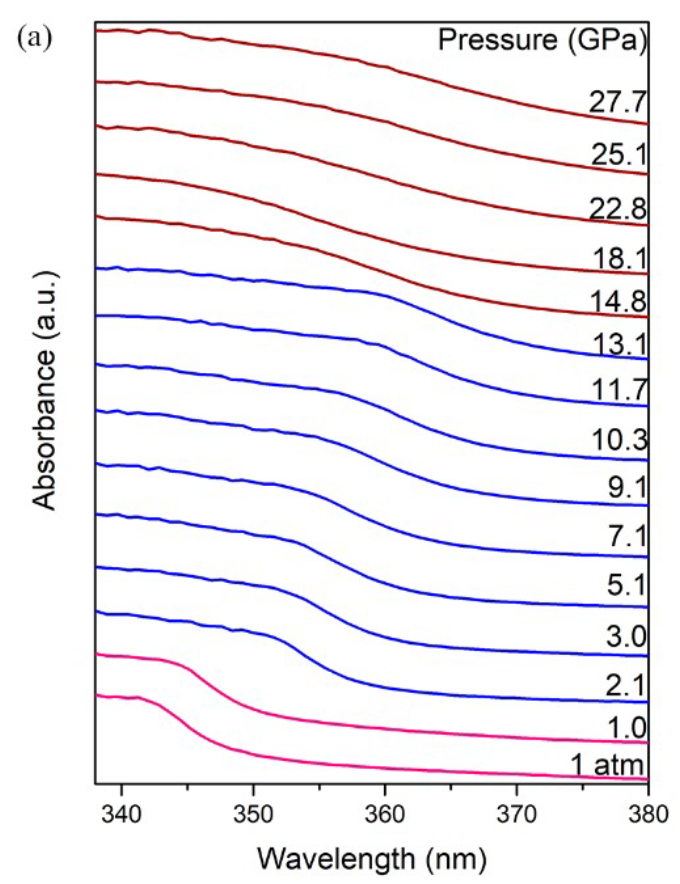 (a)
Pressure (GPa)
27.7
25.1
22.8
18.1
14.8
13.1
11.7
10.3
9.1
7.1
5.1
3.0
2.1
1.0
1 atm
Absorbance (a.u.)
340 350 360 370 380
Wavelength (nm)